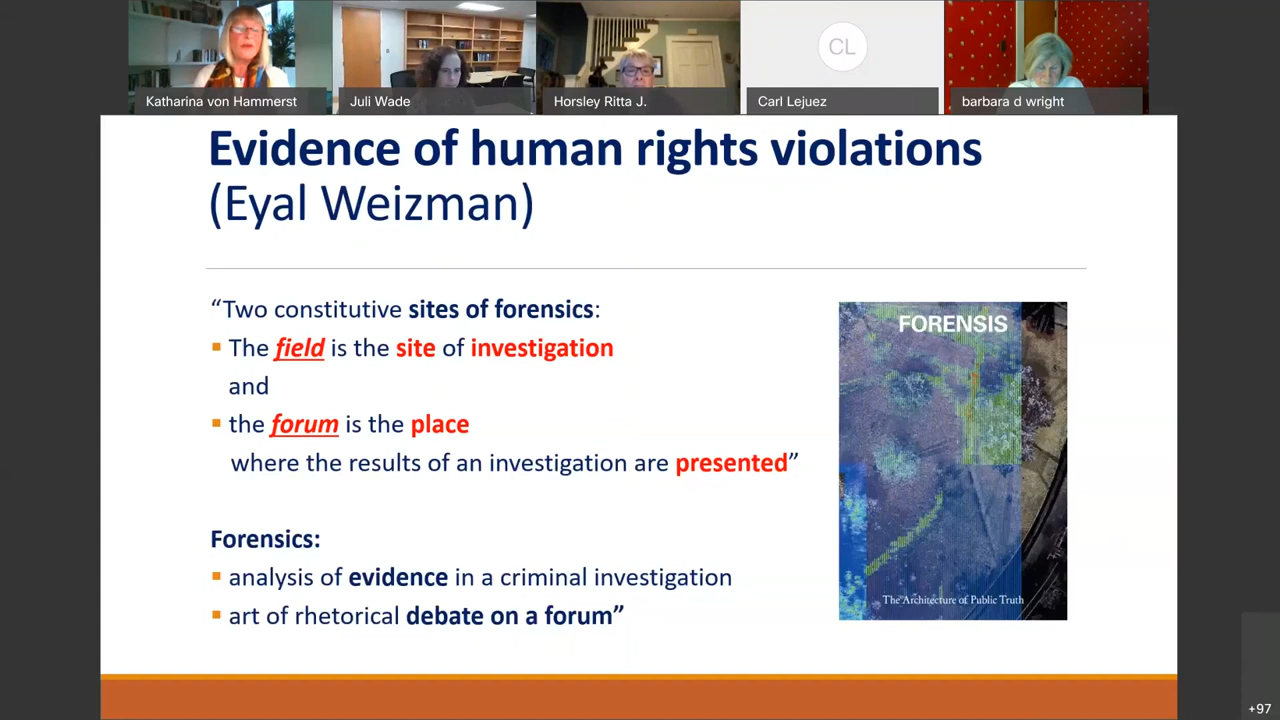 CL
Katharina von Hammerst
Juli Wade
Horsley Ritta J.
Carl Lejuez
barbara d wright
Evidence of human rights violations
(Eyal Weizman)
“Two constitutive sites of forensics:
The field is the site of investigation
and
the forum is the place
where the results of an investigation are presented”
Forensics:
analysis of evidence in a criminal investigation
art of rhetorical debate on a forum”
FORENSIS
The Architecture of Public Truth
+97